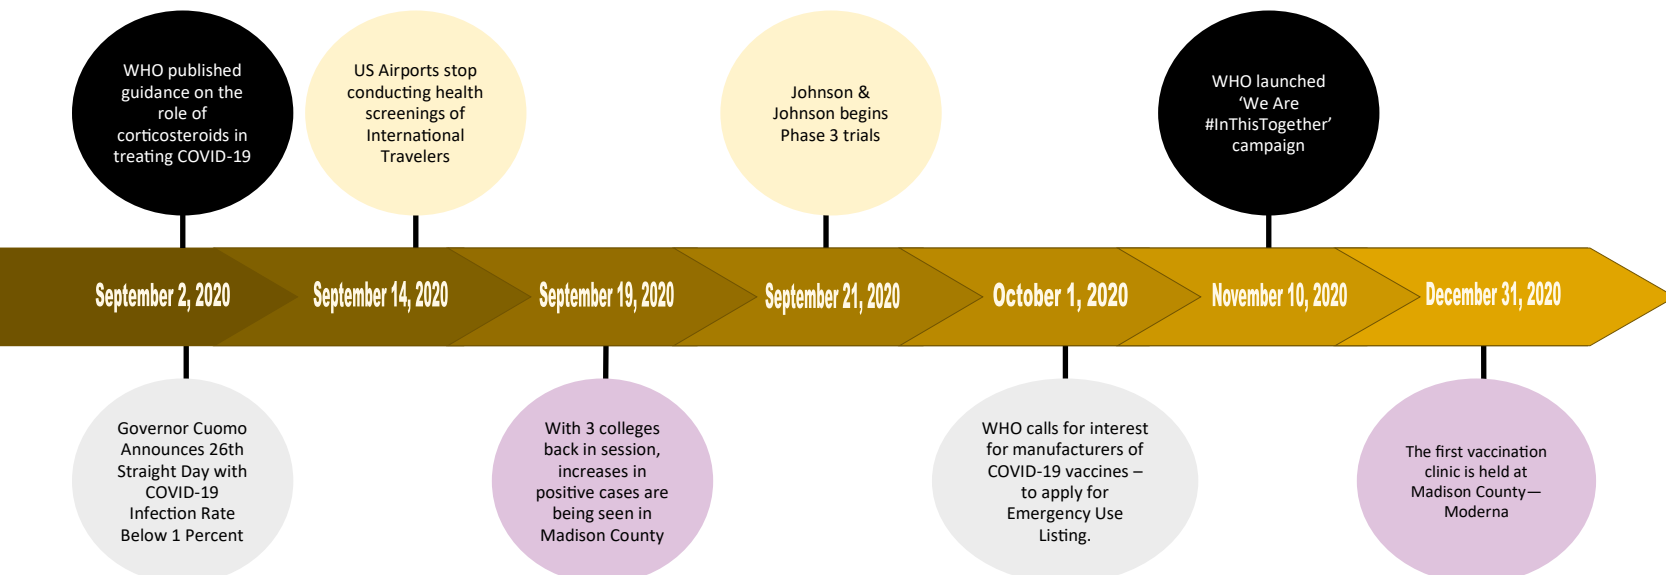 WHO published
guidance on the
role of
corticosteroids in
treating COVID-19
US Airports stop
conducting health
screenings of
International
Travelers
Johnson &
Johnson begins
Phase 3 trials
WHO launched
‘We Are
#InThisTogether’
campaign
September 2, 2020
September 14, 2020
September 19, 2020
September 21, 2020
October 1, 2020
November 10, 2020
December 31, 2020
Governor Cuomo
Announces 26th
Straight Day with
COVID-19
Infection Rate
Below 1 Percent
With 3 colleges
back in session,
increases in
positive cases are
being seen in
Madison County
WHO calls for interest
for manufacturers of
COVID-19 vaccines –
to apply for
Emergency Use
Listing.
The first vaccination
clinic is held at
Madison County—
Moderna